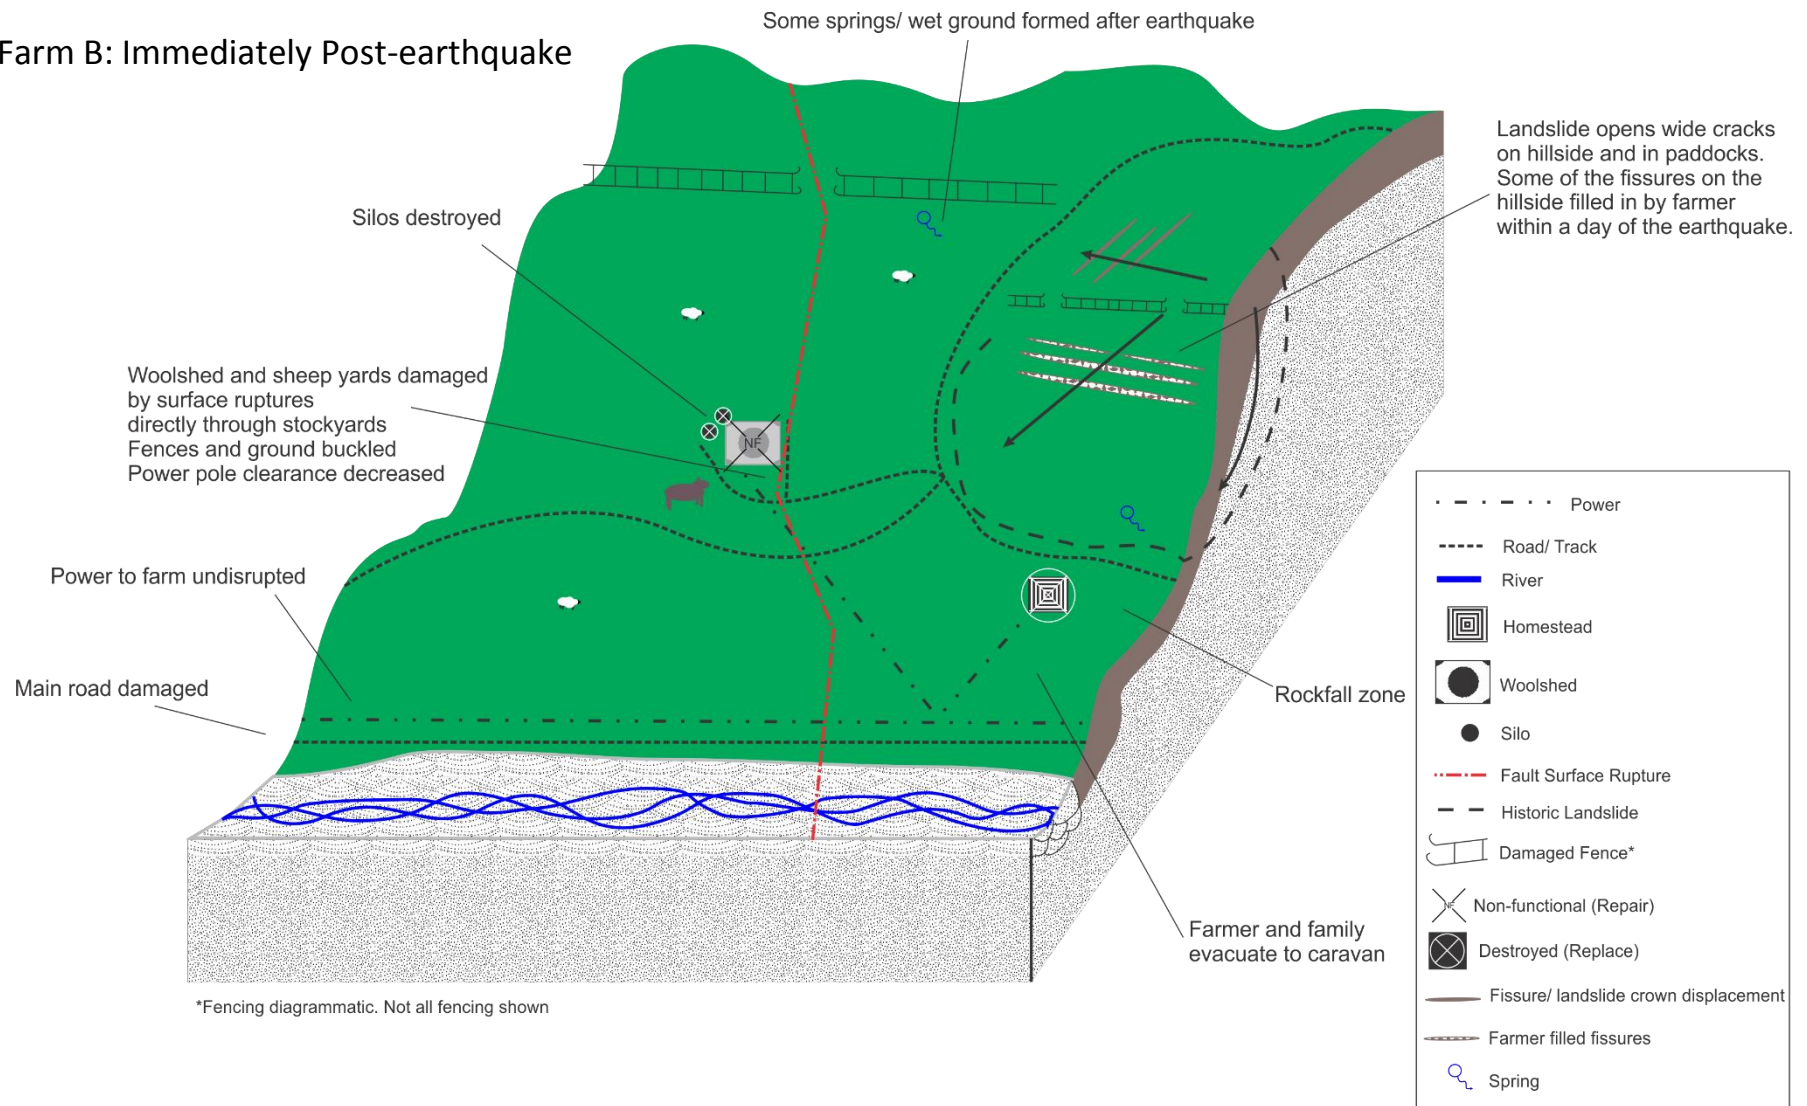 Farm B: Immediately Post-earthquake
Some springs/ wet ground formed after earthquake
Landslide opens wide cracks
on hillside and in paddocks.
Some of the fissures on the
hillside filled in by farmer
within a day of the earthquake.
Silos destroyed
Woolshed and sheep yards damaged
by surface ruptures
directly through stockyards
Fences and ground buckled
Power pole clearance decreased
NF
Power to farm undisrupted
Main road damaged
Rockfall zone
Farmer and family
evacuate to caravan
*Fencing diagrammatic. Not all fencing shown
Power
Road/ Track
River
Homestead
Woolshed
Silo
Fault Surface Rupture
Historic Landslide
Damaged Fence*
NF
Non-functional (Repair)
Destroyed (Replace)
Fissure/ landslide crown displacement
Farmer filled fissures
Spring